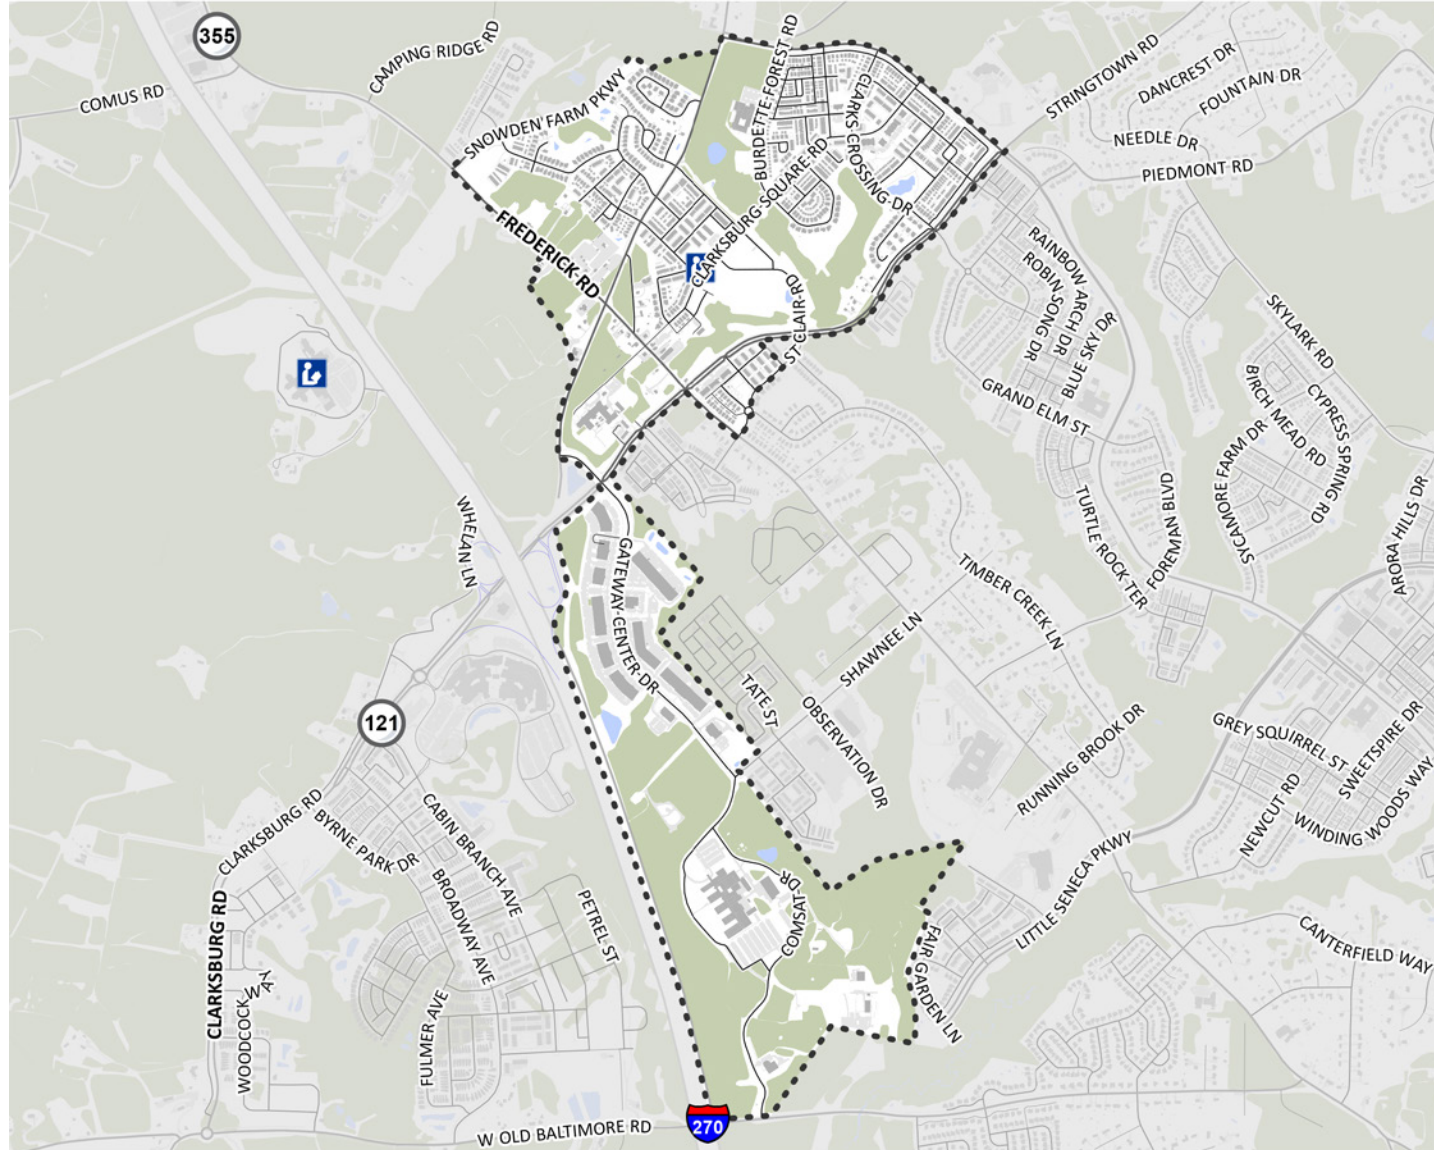 355
COMUS RD
CAMPING RIDGE RD
SNOWDEN FARM PKWY
BURDETTE FOREST RD
CLARKS CROSSING DR
STRINGTOWN RD
DANCREST DR
FOUNTAIN DR
NEEDLE DR
PIEDMONT RD
FREDERICK RD
CLARKSBURG SQUARE RD
ST CLAIR RD
RAINBOW ARCH DR
ROBIN SONG DR
BLUE SKY DR
SKYLARK RD
GRAND ELM ST
BIRCH MEAD RD
CYPRESS SPRING RD
SYCAMORE FARM DR
TURTLE ROCK TER
FOREMAN BLVD
ARORA HILLS DR
WHELAN LN
GATEWAY CENTER DR
TIMBER CREEK LN
SHAWNEE LN
TATE ST
OBSERVATION DR
121
RUNNING BROOK DR
GREY SQUIRREL ST
SWEETSPIRE DR
NEWCUT RD
WINDING WOODS WAY
CLARKSBURG RD
BYRNE PARK DR
CABIN BRANCH AVE
BROADWAY AVE
PETREL ST
COMSAT DR
LITTLE SENECA PKWY
FAIR GARDEN LN
CANTERFIELD WAY
CLARKSBURG RD
WOODCOCK WAY
FULMER AVE
W OLD BALTIMORE RD
270